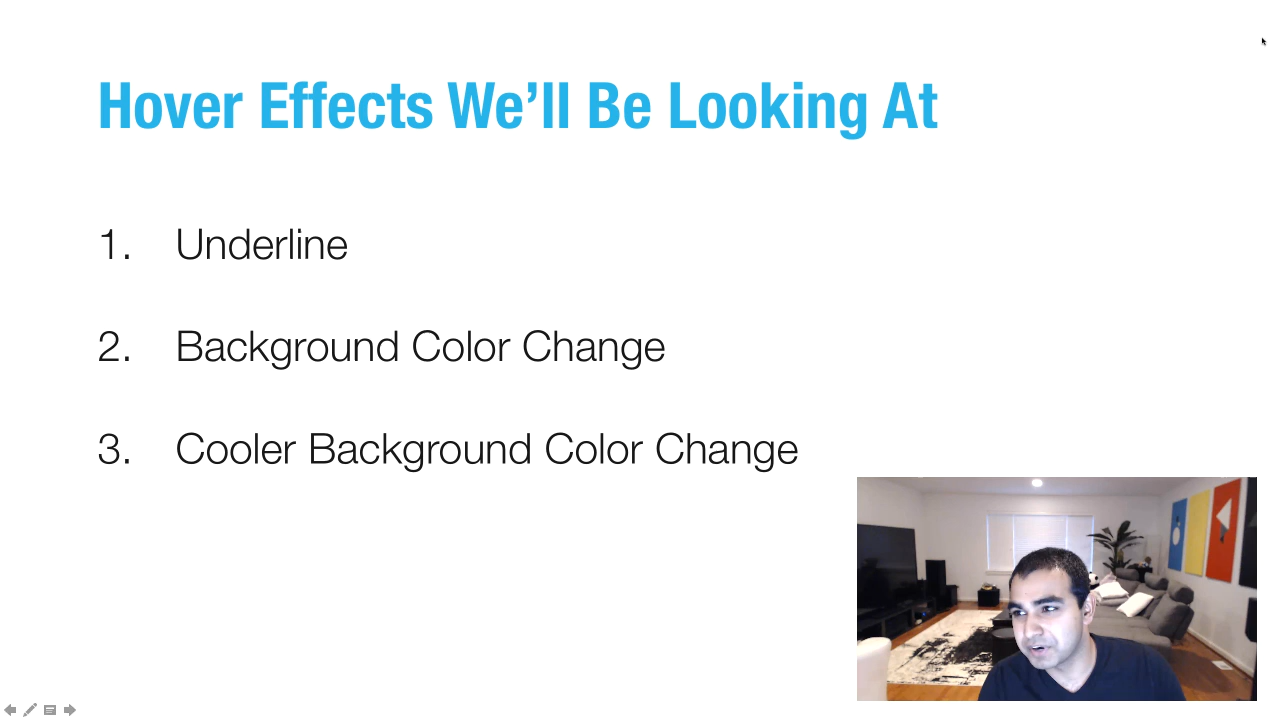 Hover Effects We’ll Be Looking At
1. Underline
2. Background Color Change
3. Cooler Background Color Change